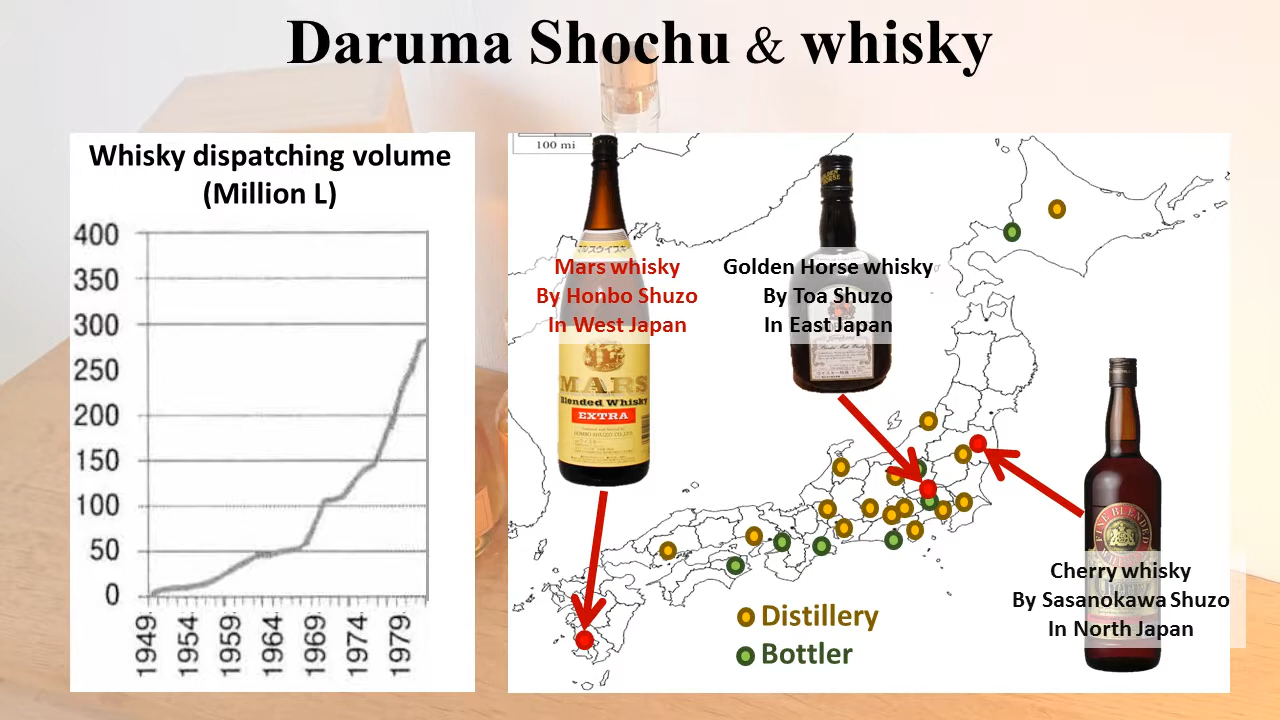 Daruma Shochu & whisky
Whisky dispatching volume
(Million L)
400
350
300
250
200
150
100
50
0
1949
1954
1959
1964
1969
1974
1979
100 mi
Mars whisky
By Honbo Shuzo
In West Japan
MARS
Blended Whisky
EXTRA
Golden Horse whisky
By Toa Shuzo
In East Japan
Cherry whisky
By Sasanokawa Shuzo
In North Japan
FINE BLENDED
Distillery
Bottler